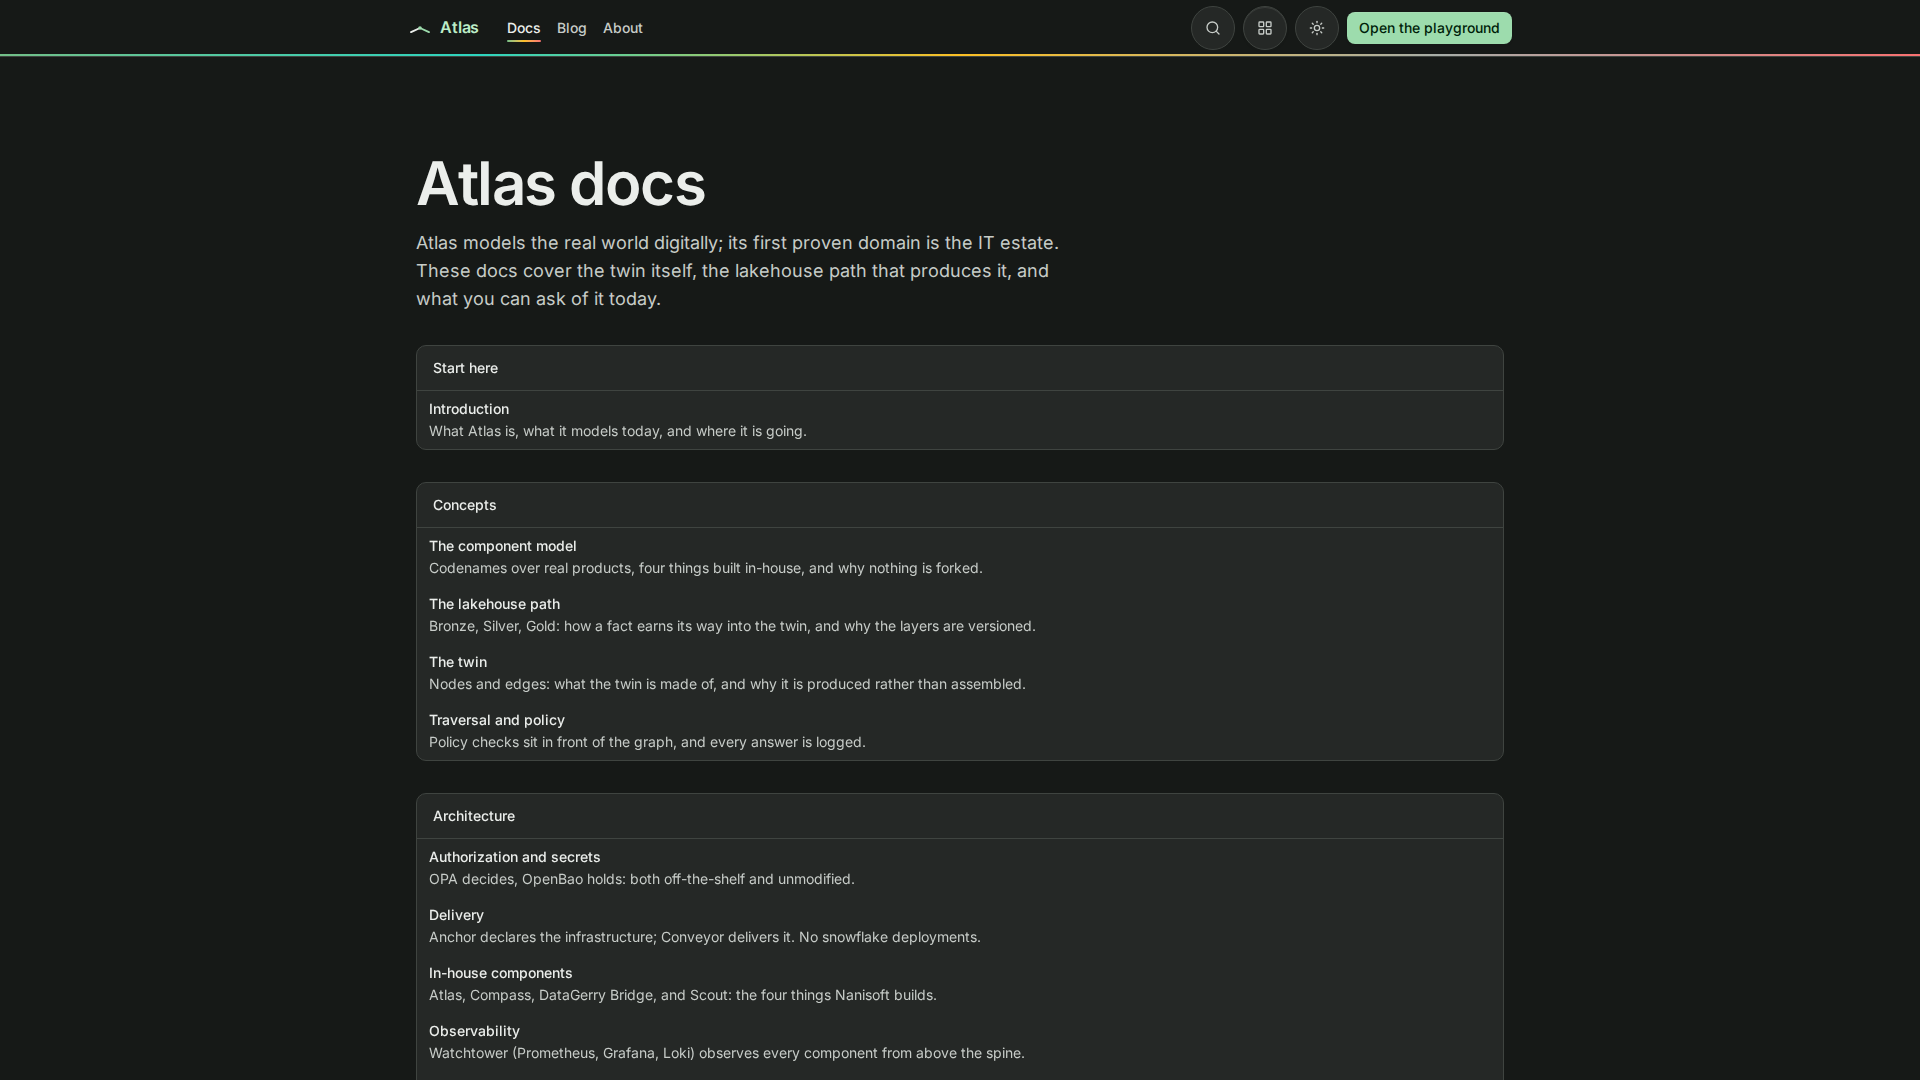 Atlas
Docs
Blog
About
Open the playground
Atlas docs
Atlas models the real world digitally; its first proven domain is the IT estate.
These docs cover the twin itself, the lakehouse path that produces it, and
what you can ask of it today.
Start here
Introduction
What Atlas is, what it models today, and where it is going.
Concepts
The component model
Codenames over real products, four things built in-house, and why nothing is forked.
The lakehouse path
Bronze, Silver, Gold: how a fact earns its way into the twin, and why the layers are versioned.
The twin
Nodes and edges: what the twin is made of, and why it is produced rather than assembled.
Traversal and policy
Policy checks sit in front of the graph, and every answer is logged.
Architecture
Authorization and secrets
OPA decides, OpenBao holds: both off-the-shelf and unmodified.
Delivery
Anchor declares the infrastructure; Conveyor delivers it. No snowflake deployments.
In-house components
Atlas, Compass, DataGerry Bridge, and Scout: the four things Nanisoft builds.
Observability
Watchtower (Prometheus, Grafana, Loki) observes every component from above the spine.